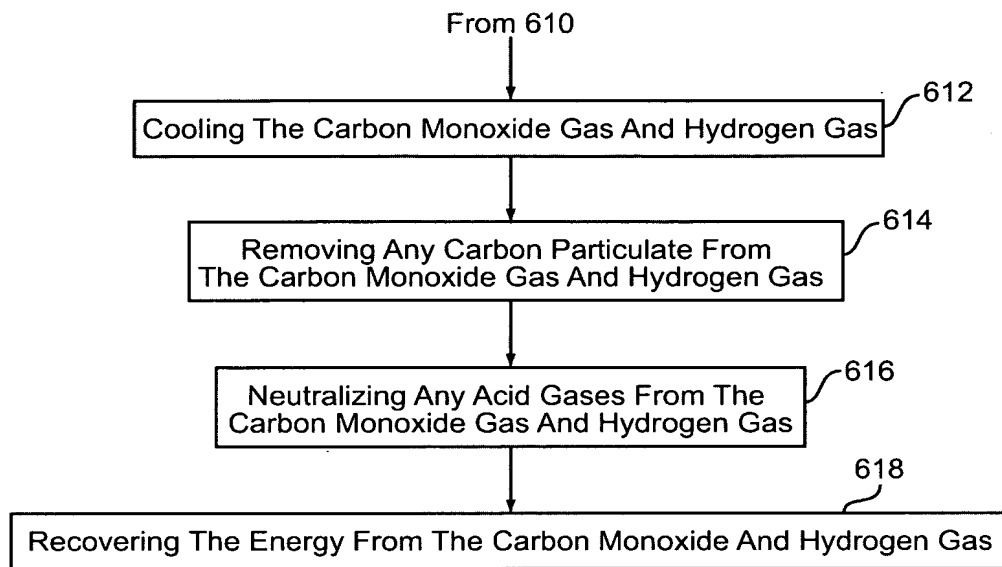 From 610
612
Cooling The Carbon Monoxide Gas And Hydrogen Gas
614
Removing Any Carbon Particulate From
The Carbon Monoxide Gas And Hydrogen Gas
616
Neutralizing Any Acid Gases From The
Carbon Monoxide Gas And Hydrogen Gas
618
Recovering The Energy From The Carbon Monoxide And Hydrogen Gas